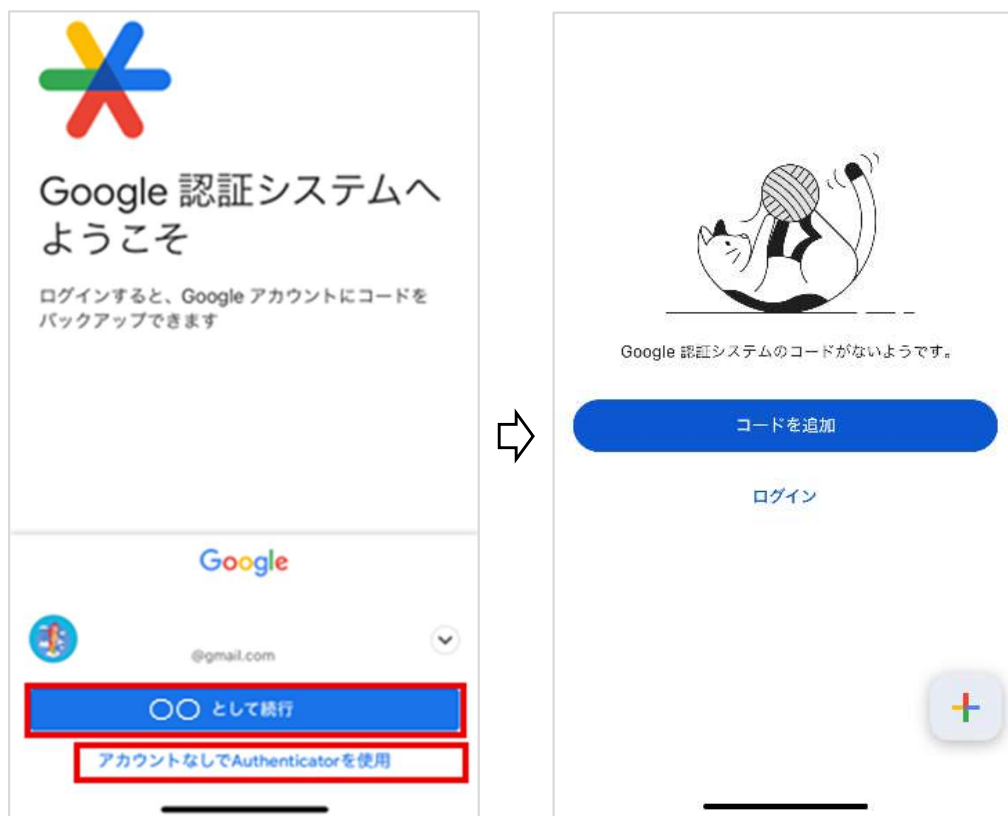 Google 認証システムへ
ようこそ
ログインすると、Google アカウントにコードを
バックアップできます
Google
@gmail.com
〇〇 として続行
アカウントなしでAuthenticatorを使用
Google 認証システムのコードがないようです。
コードを追加
ログイン